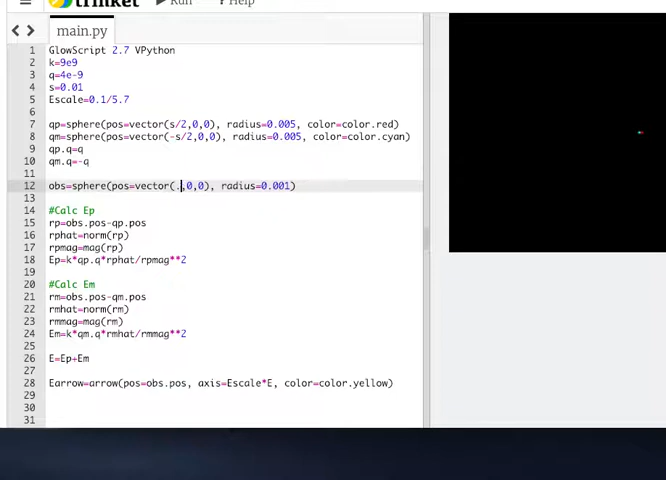 trinket
Run
? Help
main.py
1 GlowScript 2.7 VPython
2 k=9e9
3 q=4e-9
4 s=0.01
5 Escale=0.1/5.7
6
7 qp=sphere(pos=vector(s/2,0,0), radius=0.005, color=color.red)
8 qm=sphere(pos=vector(-s/2,0,0), radius=0.005, color=color.cyan)
9 qp.q=q
10 qm.q=-q
11
12 obs=sphere(pos=vector(.,0,0), radius=0.001)
13
14 #Calc Ep
15 rp=obs.pos-qp.pos
16 rphat=norm(rp)
17 rpmag=mag(rp)
18 Ep=k*qp.q*rphat/rpmag**2
19
20 #Calc Em
21 rm=obs.pos-qm.pos
22 rmhat=norm(rm)
23 rmmag=mag(rm)
24 Em=k*qm.q*rmhat/rmmag**2
25
26 E=Ep+Em
27
28 Earrow=arrow(pos=obs.pos, axis=Escale*E, color=color.yellow)
29
30
31